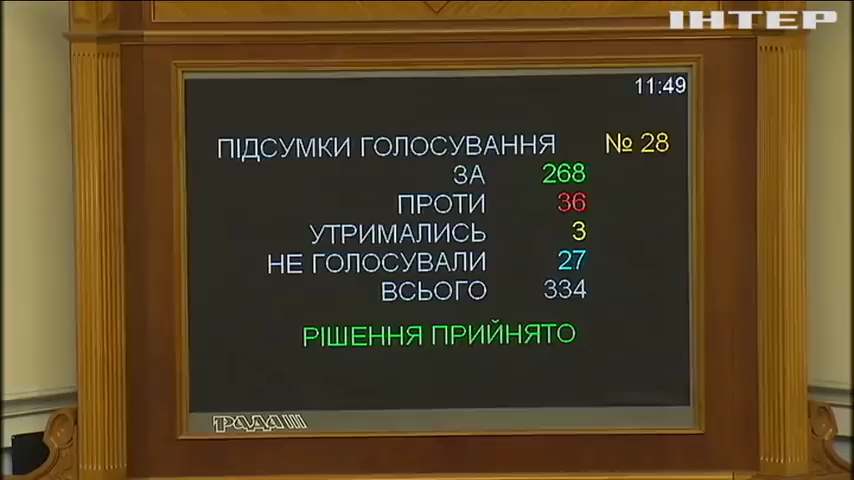 ІНТЕР
11:49
ПІДСУМКИ ГОЛОСУВАННЯ № 28
ЗА 268
ПРОТИ 36
УТРИМАЛИСЬ 3
НЕ ГОЛОСУВАЛИ 27
ВСЬОГО 334
РІШЕННЯ ПРИЙНЯТО
РАДА III